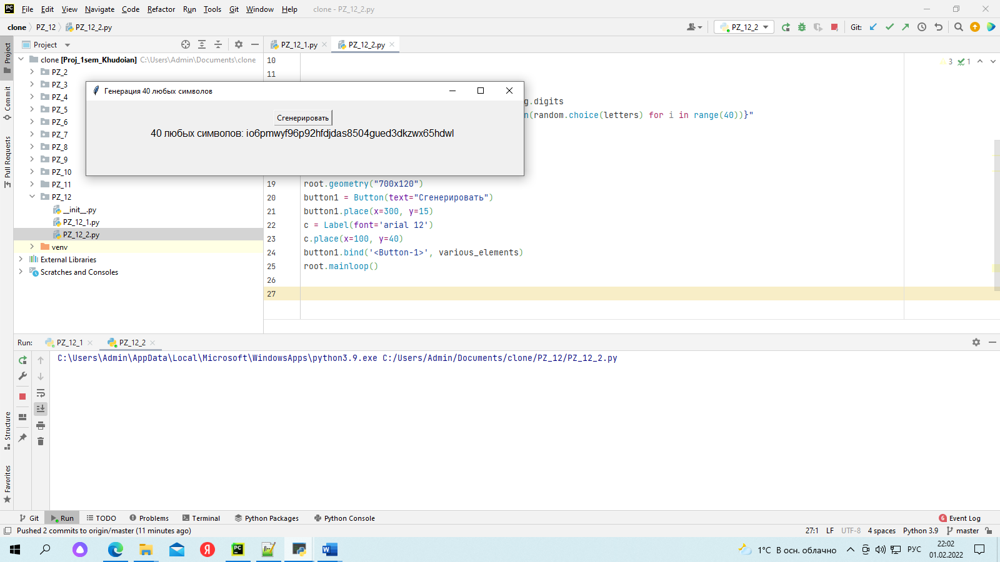 File Edit View Navigate Code Refactor Run Tools Git Window Help clone - PZ_12_2.py
clone PZ_12 PZ_12_2.py PZ_12_2 Git:
Project
PZ_12_1.py PZ_12_2.py
clone [Proj_1sem_Khudoian] C:\Users\Admin\Documents\clone
PZ_2
PZ_3
PZ_4
PZ_5
PZ_6
PZ_7
PZ_8
PZ_9
PZ_10
PZ_11
PZ_12
__init__.py
PZ_12_1.py
PZ_12_2.py
venv
External Libraries
Scratches and Consoles
Project
Commit
Pull Requests
Structure
Favorites
Генерация 40 любых символов
Сгенерировать
40 любых символов: io6pmwyf96p92hfdjdas8504gued3dkzwx65hdwl
3 1
10
11
g.digits
n(random.choice(letters) for i in range(40))}"
19 root.geometry("700x120")
20 button1 = Button(text="Сгенерировать")
21 button1.place(x=300, y=15)
22 c = Label(font='arial 12')
23 c.place(x=100, y=40)
24 button1.bind('<Button-1>', various_elements)
25 root.mainloop()
26
27
Run: PZ_12_1 PZ_12_2
C:\Users\Admin\AppData\Local\Microsoft\WindowsApps\python3.9.exe C:/Users/Admin/Documents/clone/PZ_12/PZ_12_2.py
Git Run TODO Problems Terminal Python Packages Python Console 6 Event Log
Pushed 2 commits to origin/master (11 minutes ago) 27:1 LF UTF-8 4 spaces Python 3.9 master
1°C В осн. облачно РУС 22:02
01.02.2022